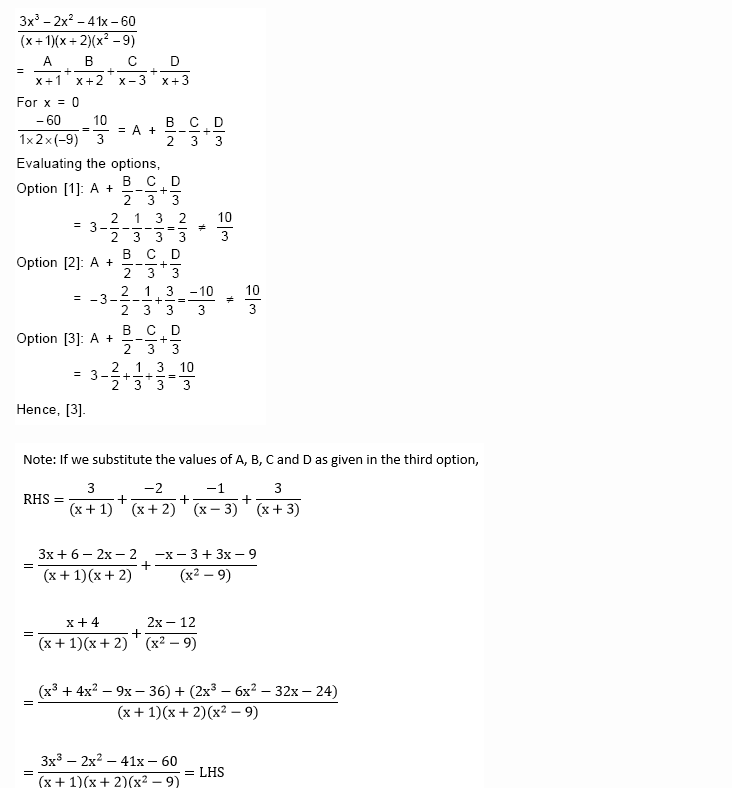 3x³ – 2x² – 41x – 60
(x + 1)(x + 2)(x² – 9)
= A/(x + 1) + B/(x + 2) + C/(x – 3) + D/(x + 3)
For x = 0
–60/(1×2×(–9)) = 10/3 = A + B/2 – C/3 + D/3
Evaluating the options,
Option [1]: A + B/2 – C/3 + D/3
= 3 – 2/2 – 1/3 – 3/3 = 2/3 ≠ 10/3
Option [2]: A + B/2 – C/3 + D/3
= –3 – 2/2 – 1/3 + 3/3 = –10/3 ≠ 10/3
Option [3]: A + B/2 – C/3 + D/3
= 3 – 2/2 + 1/3 + 3/3 = 10/3
Hence, [3].
Note: If we substitute the values of A, B, C and D as given in the third option,
RHS = 3/(x + 1) + –2/(x + 2) + –1/(x – 3) + 3/(x + 3)
= (3x + 6 – 2x – 2)/((x + 1)(x + 2)) + (–x – 3 + 3x – 9)/(x² – 9)
= (x + 4)/((x + 1)(x + 2)) + (2x – 12)/(x² – 9)
= ((x³ + 4x² – 9x – 36) + (2x³ – 6x² – 32x – 24))/((x + 1)(x + 2)(x² – 9))
= (3x³ – 2x² – 41x – 60)/((x + 1)(x + 2)(x² – 9)) = LHS